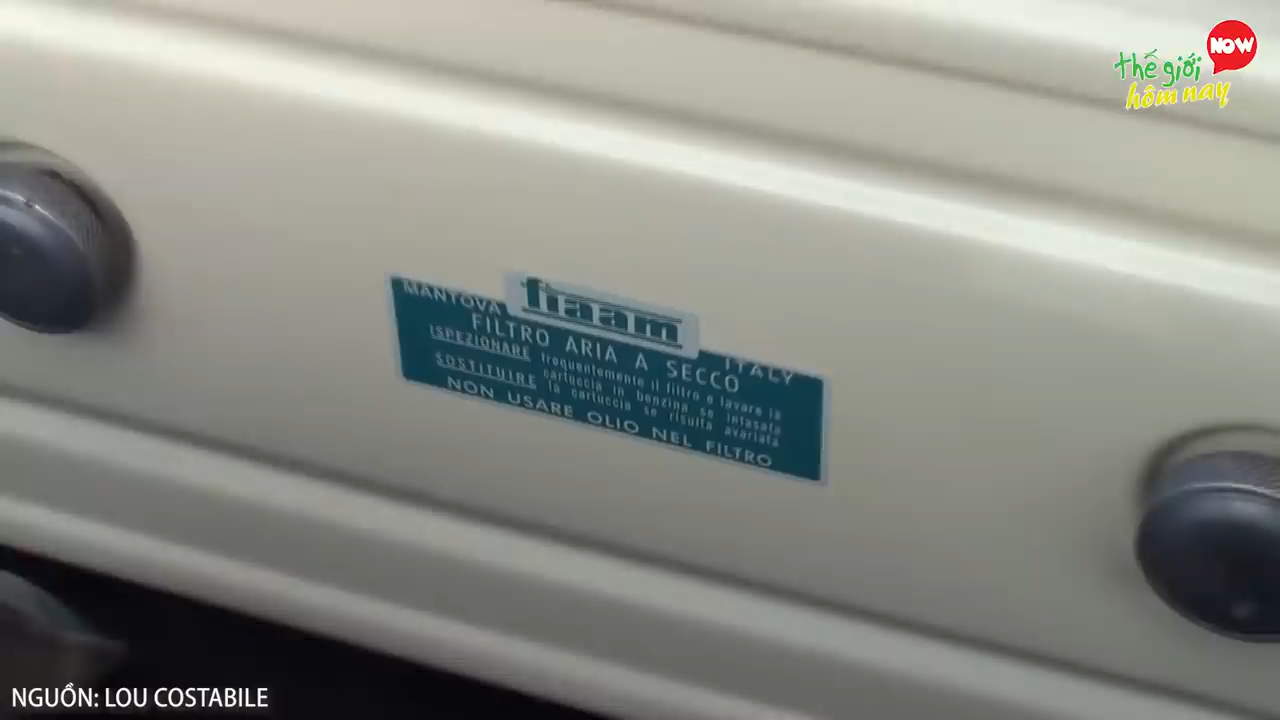 NOW
thế giới
hôm nay
MANTOVA fiaam ITALY
FILTRO ARIA A SECCO
ISPEZIONARE frequentemente il filtro e lavare la
cartuccia in benzina se intasata
SOSTITUIRE la cartuccia se risulta avariata
NON USARE OLIO NEL FILTRO
NGUỒN: LOU COSTABILE